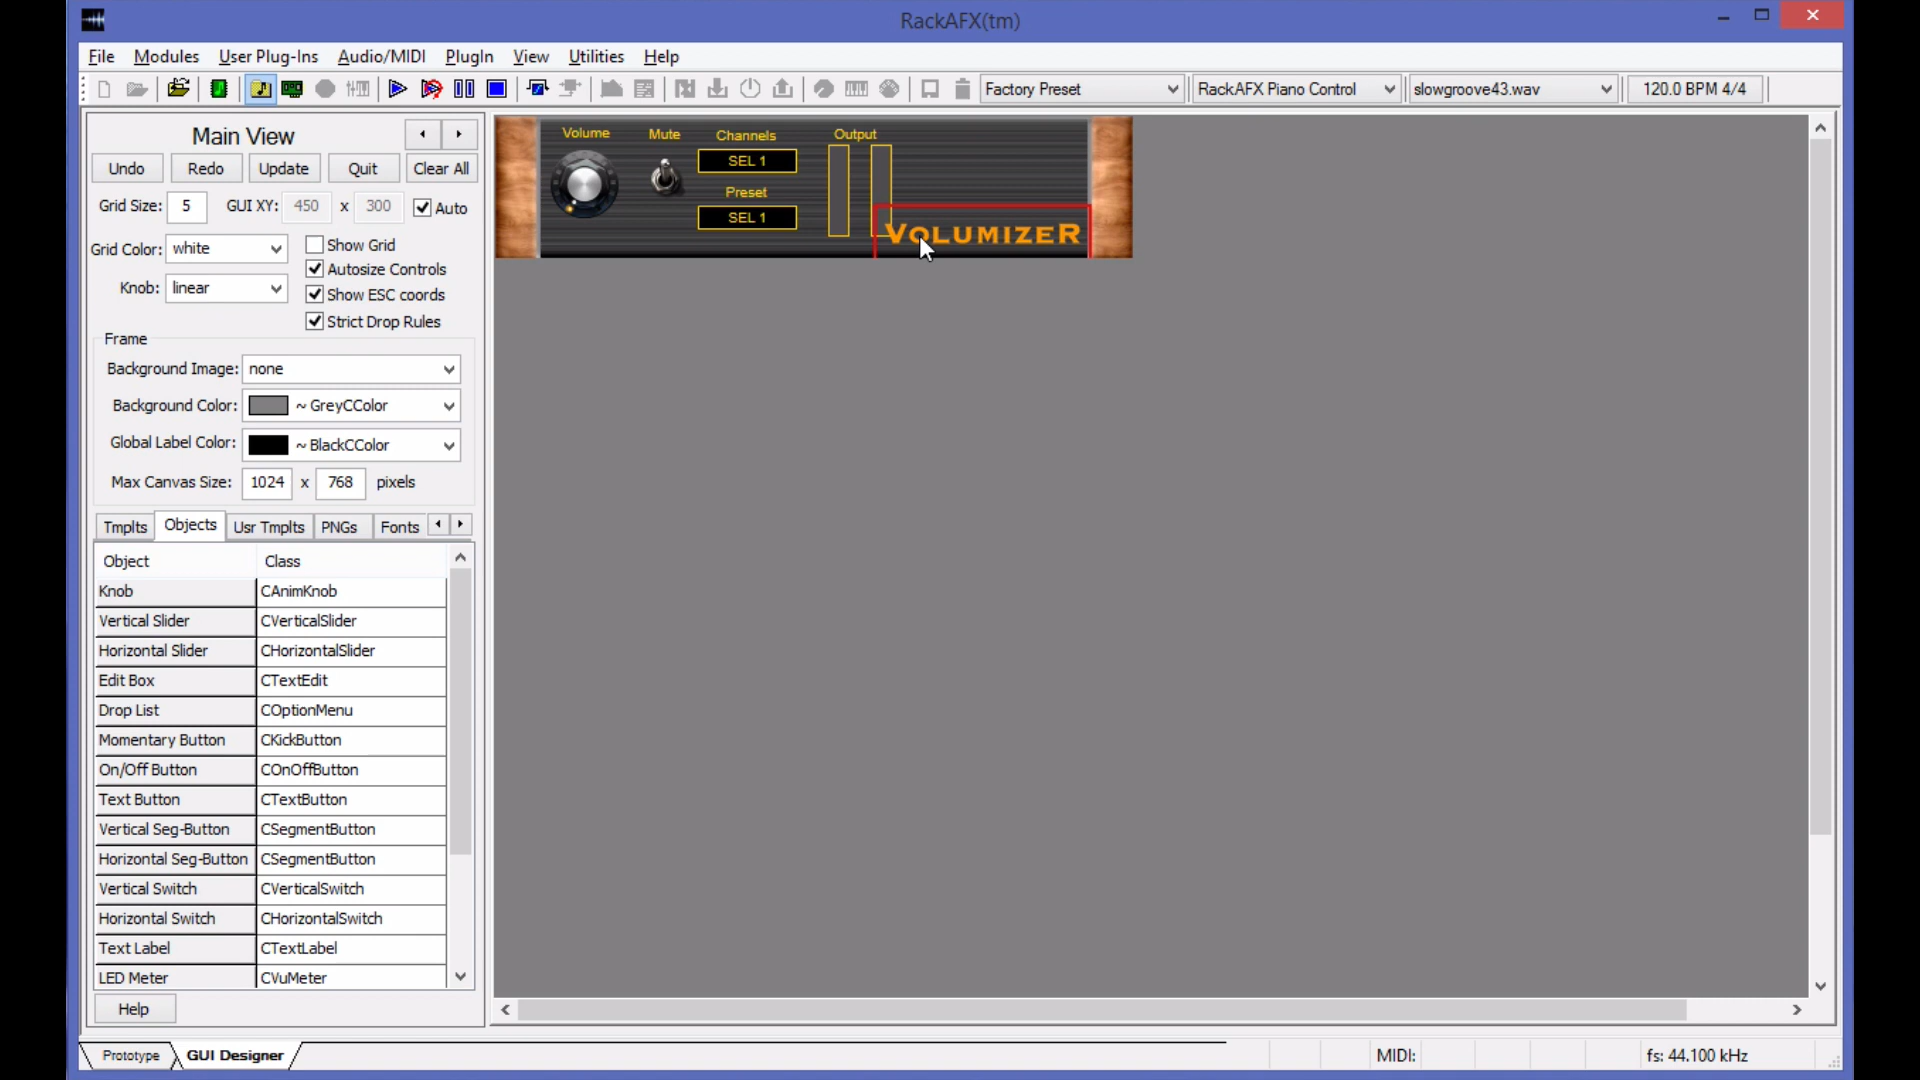 RackAFX(tm)
File Modules User Plug-Ins Audio/MIDI PlugIn View Utilities Help
Factory Preset RackAFX Piano Control slowgroove43.wav 120.0 BPM 4/4
Main View
Undo Redo Update Quit Clear All
Grid Size: 5 GUI XY: 450 x 300 Auto
Grid Color: white Show Grid
Autosize Controls
Knob: linear Show ESC coords
Strict Drop Rules
Frame
Background Image: none
Background Color: ~ GreyCColor
Global Label Color: ~ BlackCColor
Max Canvas Size: 1024 x 768 pixels
Tmplts Objects Usr Tmplts PNGs Fonts
Object Class
Knob CAnimKnob
Vertical Slider CVerticalSlider
Horizontal Slider CHorizontalSlider
Edit Box CTextEdit
Drop List COptionMenu
Momentary Button CKickButton
On/Off Button COnOffButton
Text Button CTextButton
Vertical Seg-Button CSegmentButton
Horizontal Seg-Button CSegmentButton
Vertical Switch CVerticalSwitch
Horizontal Switch CHorizontalSwitch
Text Label CTextLabel
LED Meter CVuMeter
Help
Volume Mute Channels Output
SEL 1
Preset
SEL 1
VOLUMIZER
Prototype GUI Designer MIDI: fs: 44.100 kHz